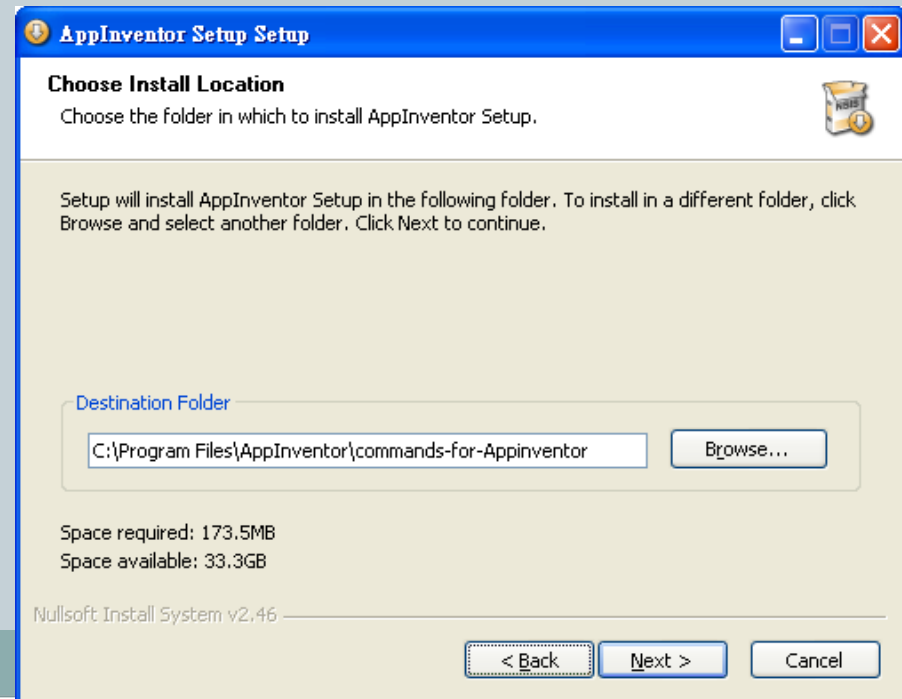 AppInventor Setup Setup
Choose Install Location
Choose the folder in which to install AppInventor Setup.
NSIS
Setup will install AppInventor Setup in the following folder. To install in a different folder, click
Browse and select another folder. Click Next to continue.
Destination Folder
C:\Program Files\AppInventor\commands-for-Appinventor
Browse...
Space required: 173.5MB
Space available: 33.3GB
Nullsoft Install System v2.46
< Back
Next >
Cancel